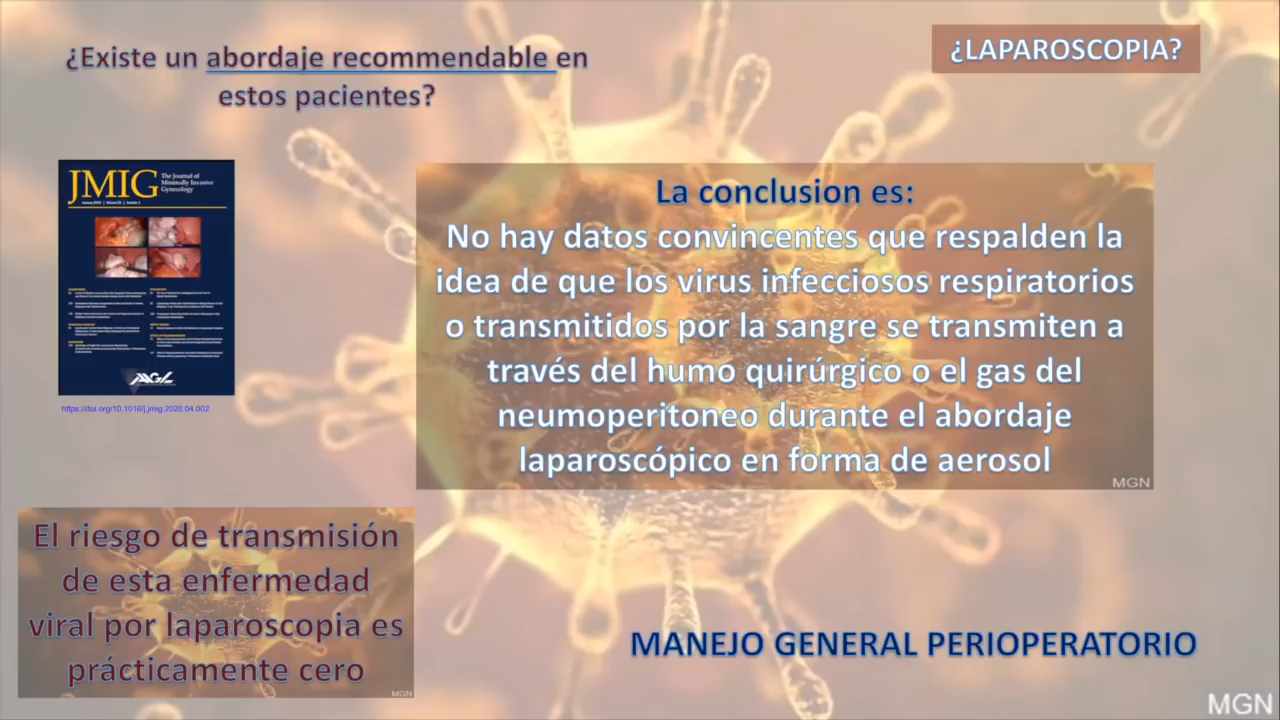 ¿Existe un abordaje recommendable en
estos pacientes?
¿LAPAROSCOPIA?
JMIG
The Journal of
Minimally Invasive
Gynecology
AAGL
https://doi.org/10.1016/j.jmig.2020.04.002
La conclusion es:
No hay datos convincentes que respalden la
idea de que los virus infecciosos respiratorios
o transmitidos por la sangre se transmiten a
través del humo quirúrgico o el gas del
neumoperitoneo durante el abordaje
laparoscópico en forma de aerosol
MGN
El riesgo de transmisión
de esta enfermedad
viral por laparoscopia es
prácticamente cero
MGN
MANEJO GENERAL PERIOPERATORIO
MGN